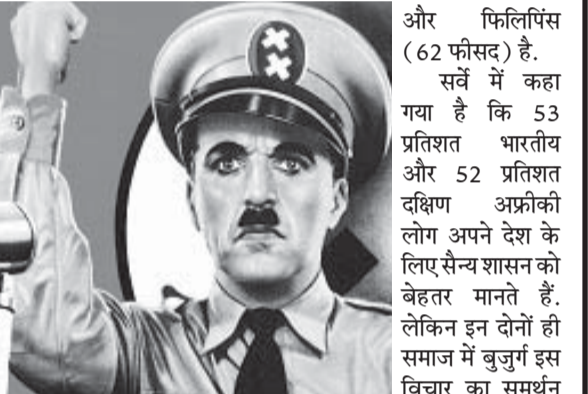 और फिलिपिंस
(62 फीसद) है.
सर्वे में कहा
गया है कि 53
प्रतिशत भारतीय
और 52 प्रतिशत
दक्षिण अफ्रीकी
लोग अपने देश के
लिए सैन्य शासन को
बेहतर मानते हैं.
लेकिन इन दोनों ही
समाज में बुजुर्ग इस
विचार का समर्थन